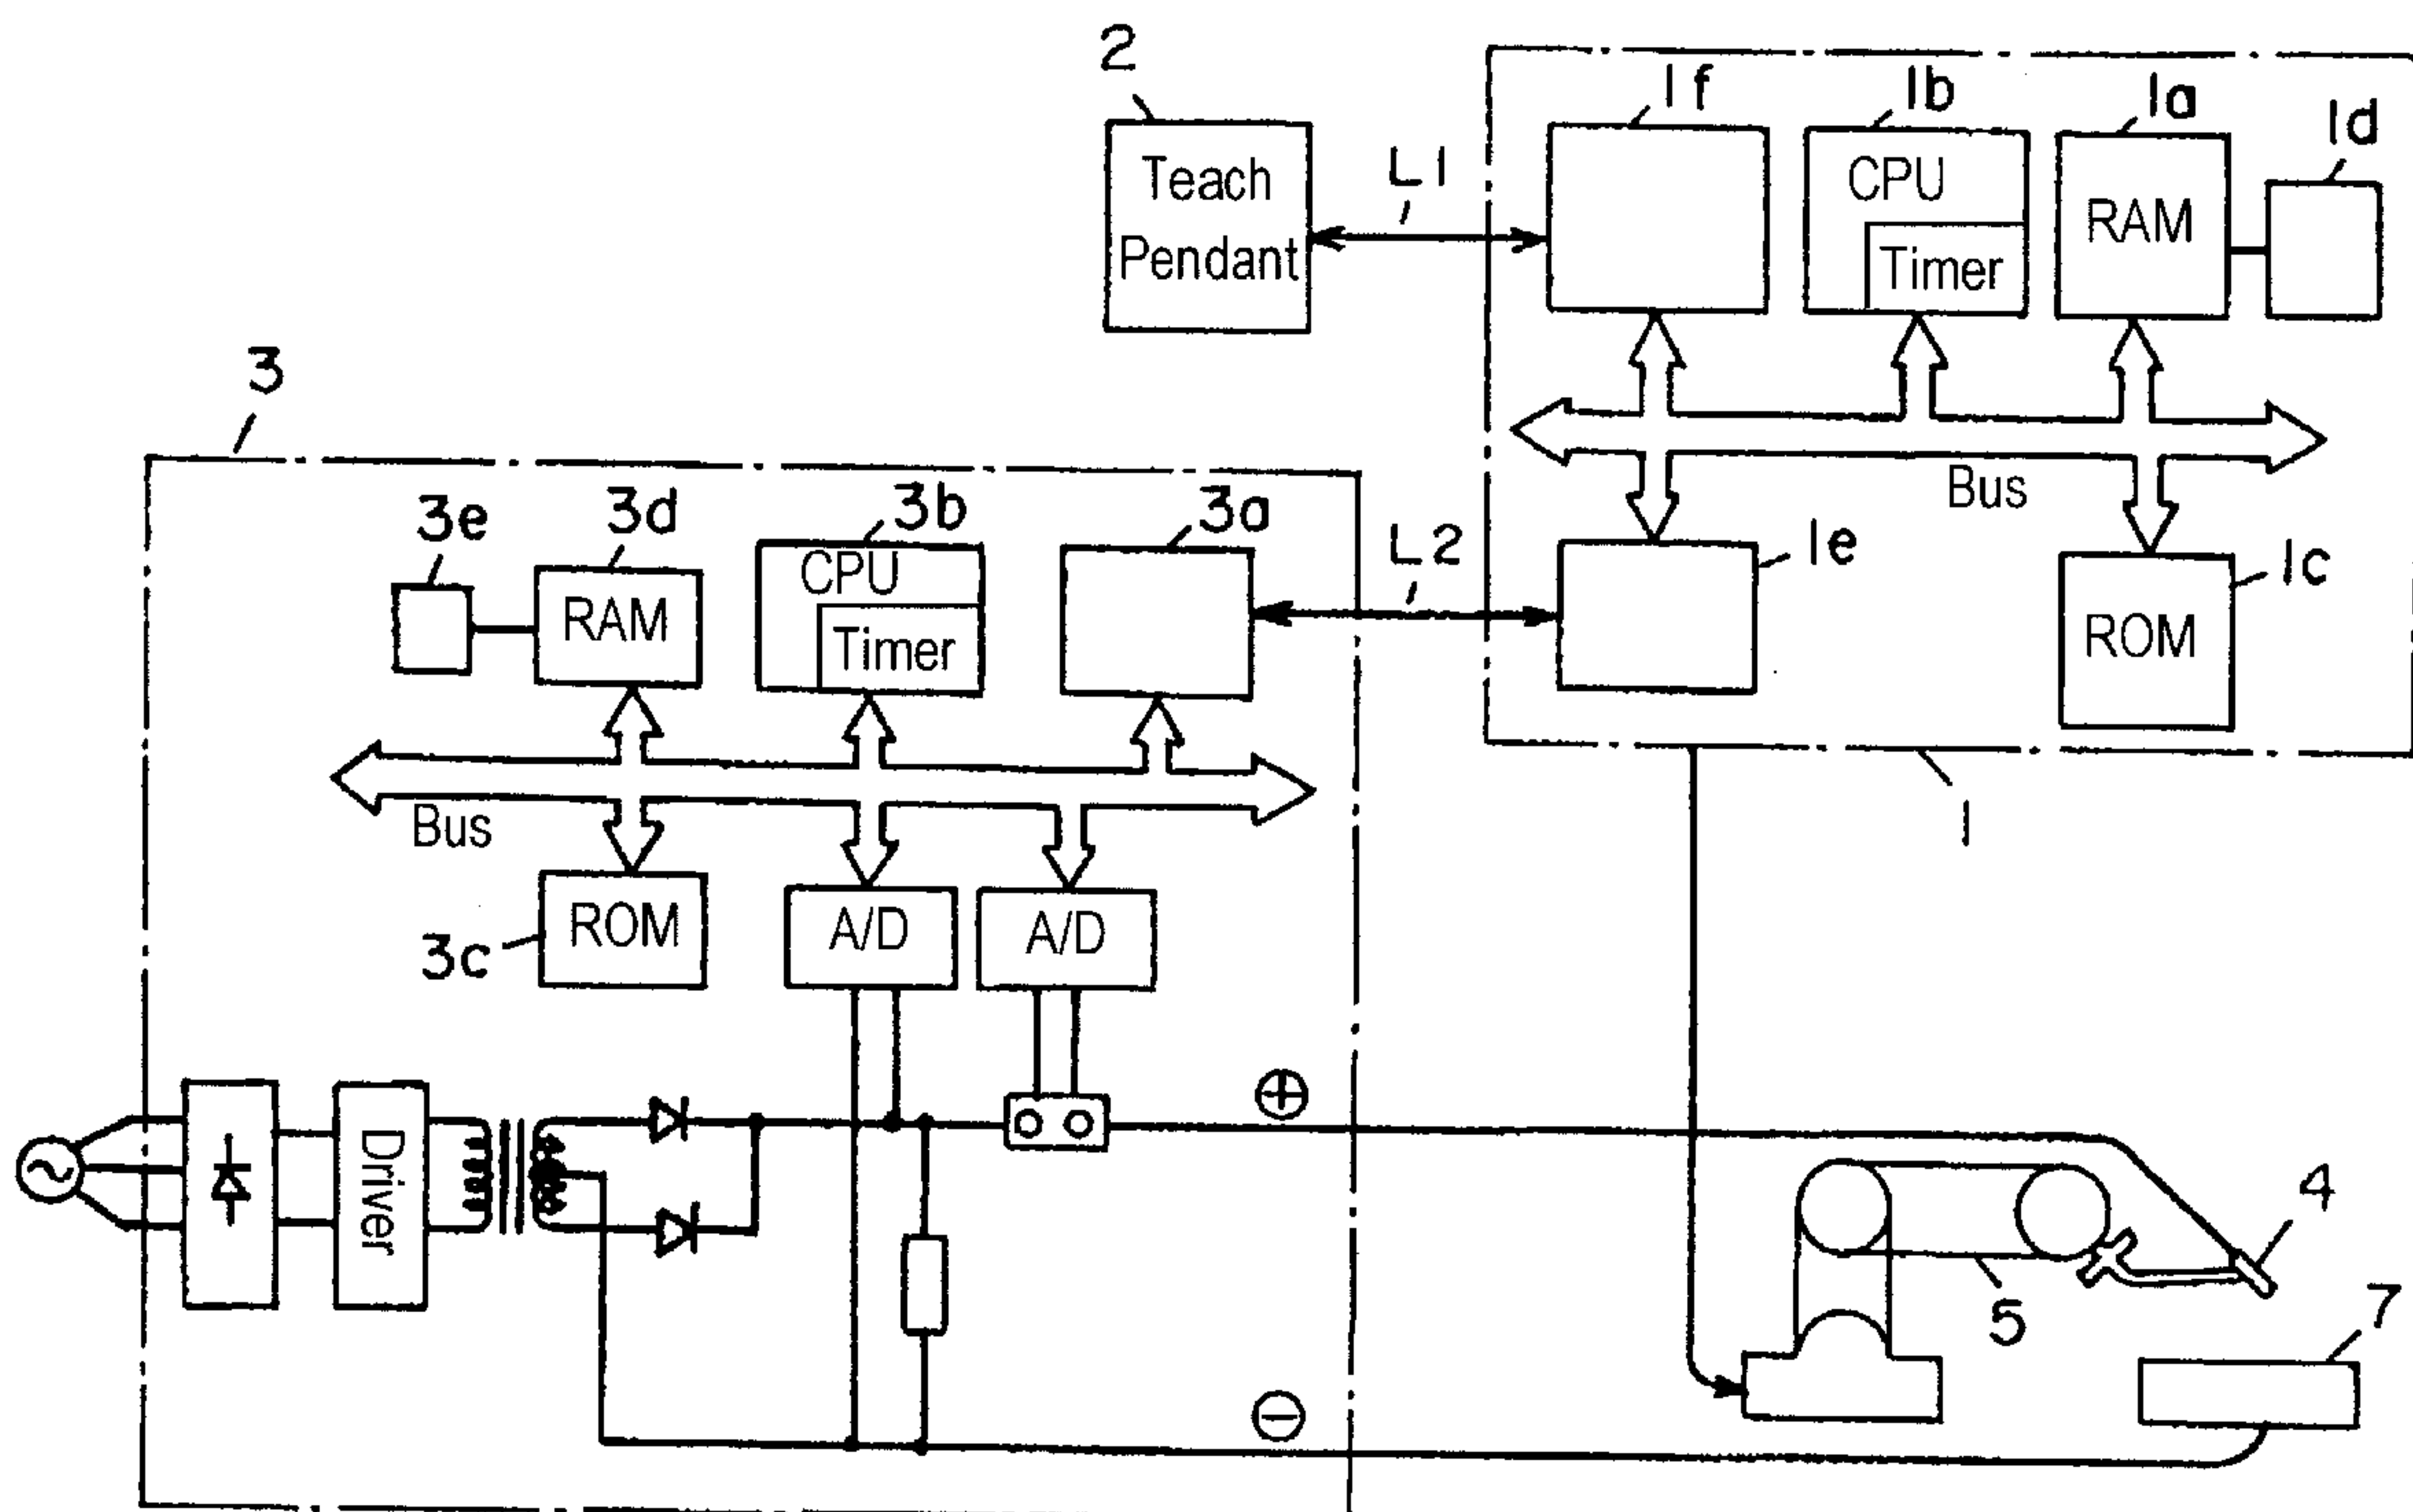 2
1f
1b
1a
1d
Teach
Pendant
L1
CPU
Timer
RAM
3
Bus
3e
3d
3b
3a
L2
1e
1c
RAM
CPU
Timer
ROM
Bus
1
3c
ROM
A/D
A/D
Driver
+
−
4
5
7